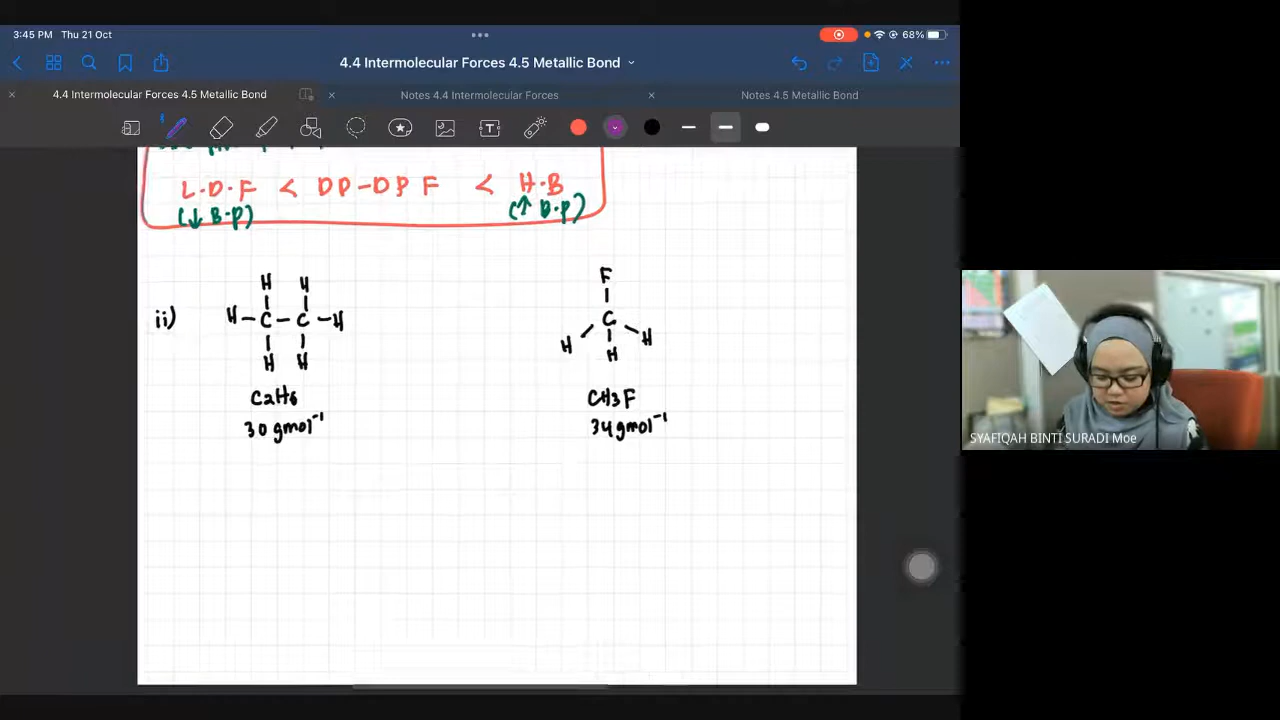 3:45 PM Thu 21 Oct
68%
4.4 Intermolecular Forces 4.5 Metallic Bond
4.4 Intermolecular Forces 4.5 Metallic Bond
Notes 4.4 Intermolecular Forces
Notes 4.5 Metallic Bond
L.D.F < DP-DP F < H.B
(↓ B.p) (↑ B.p)
H H F
ii) H-C-C-H C
H H H H H
C2H6 CH3F
30 gmol⁻¹ 34gmol⁻¹
SYAFIQAH BINTI SURADI Moe